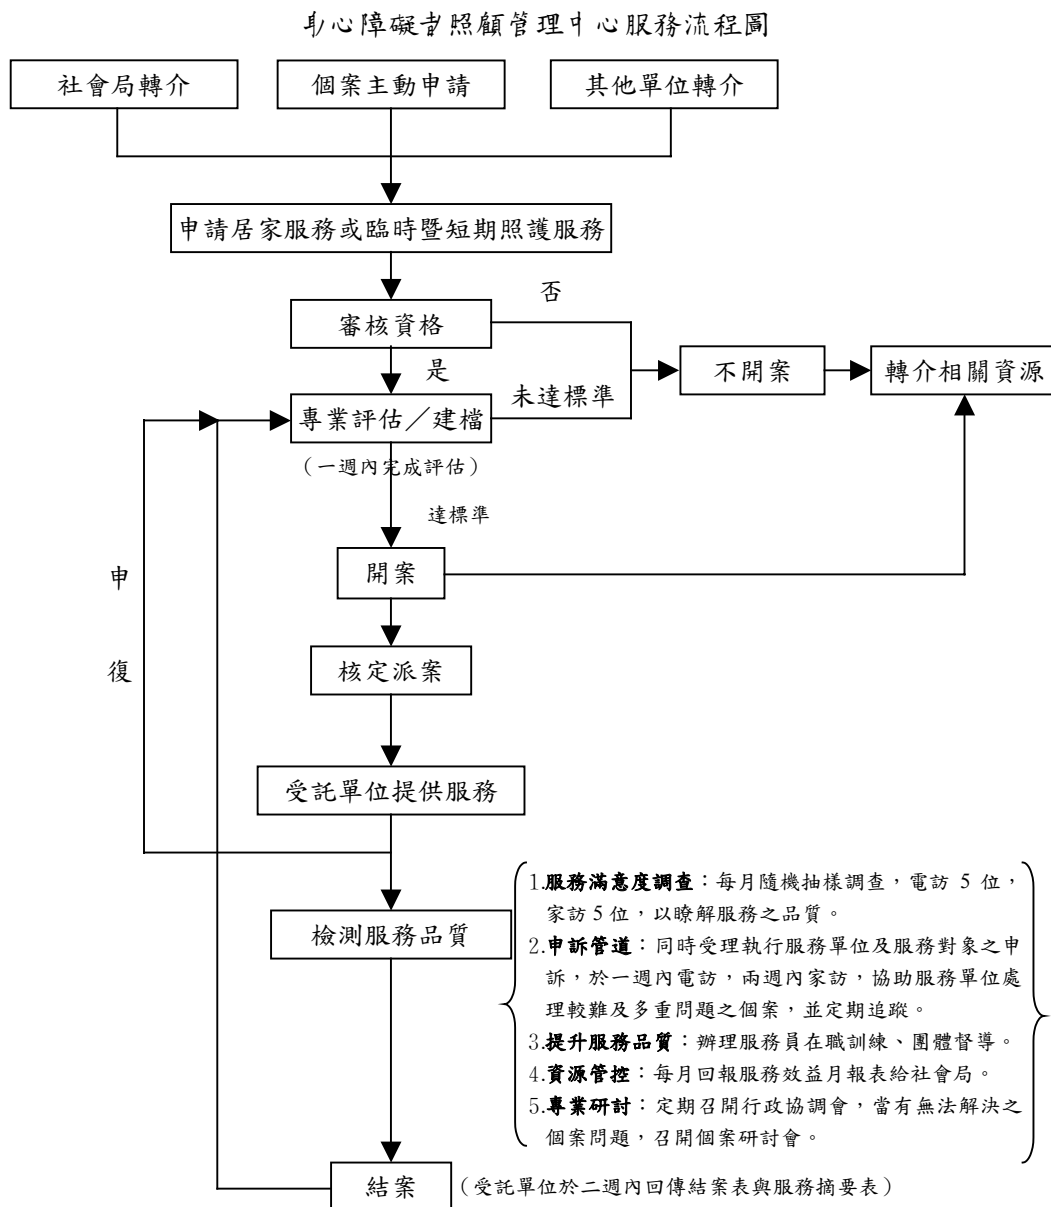 身心障礙者照顧管理中心服務流程圖
社會局轉介
個案主動申請
其他單位轉介
申請居家服務或臨時暨短期照護服務
否
審核資格
是
未達標準
不開案
轉介相關資源
專業評估／建檔
（一週內完成評估）
達標準
開案
申
復
核定派案
受託單位提供服務
檢測服務品質
1.服務滿意度調查：每月隨機抽樣調查，電訪 5 位，
家訪 5 位，以瞭解服務之品質。
2.申訴管道：同時受理執行服務單位及服務對象之申
訴，於一週內電訪，兩週內家訪，協助服務單位處
理較難及多重問題之個案，並定期追蹤。
3.提升服務品質：辦理服務員在職訓練、團體督導。
4.資源管控：每月回報服務效益月報表給社會局。
5.專業研討：定期召開行政協調會，當有無法解決之
個案問題，召開個案研討會。
結案
（受託單位於二週內回傳結案表與服務摘要表）